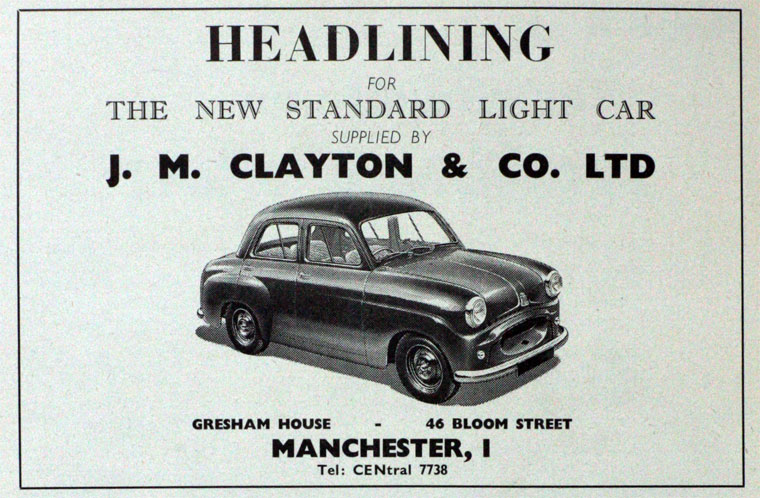 HEADLINING
FOR
THE NEW STANDARD LIGHT CAR
SUPPLIED BY
J. M. CLAYTON & CO. LTD
GRESHAM HOUSE - 46 BLOOM STREET
MANCHESTER, 1
Tel: CENtral 7738